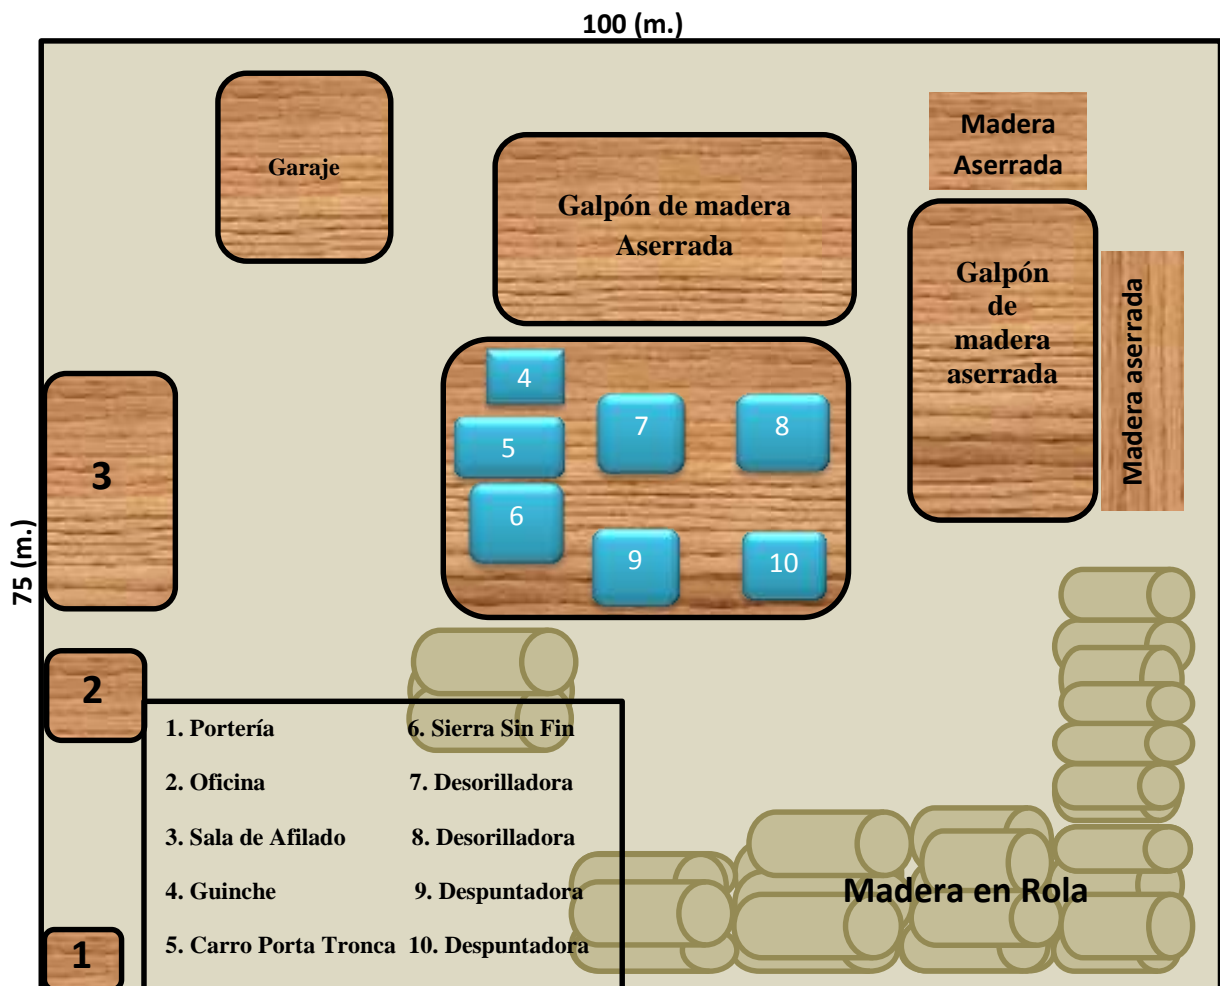 100 (m.)
Garaje
Galpón de madera
Aserrada
Madera
Aserrada
Galpón
de
madera
aserrada
Madera aserrada
75 (m.)
3
4
5
6
7
8
9
10
2
1
1. Portería
2. Oficina
3. Sala de Afilado
4. Guinche
5. Carro Porta Tronca
6. Sierra Sin Fin
7. Desorilladora
8. Desorilladora
9. Despuntadora
10. Despuntadora
Madera en Rola